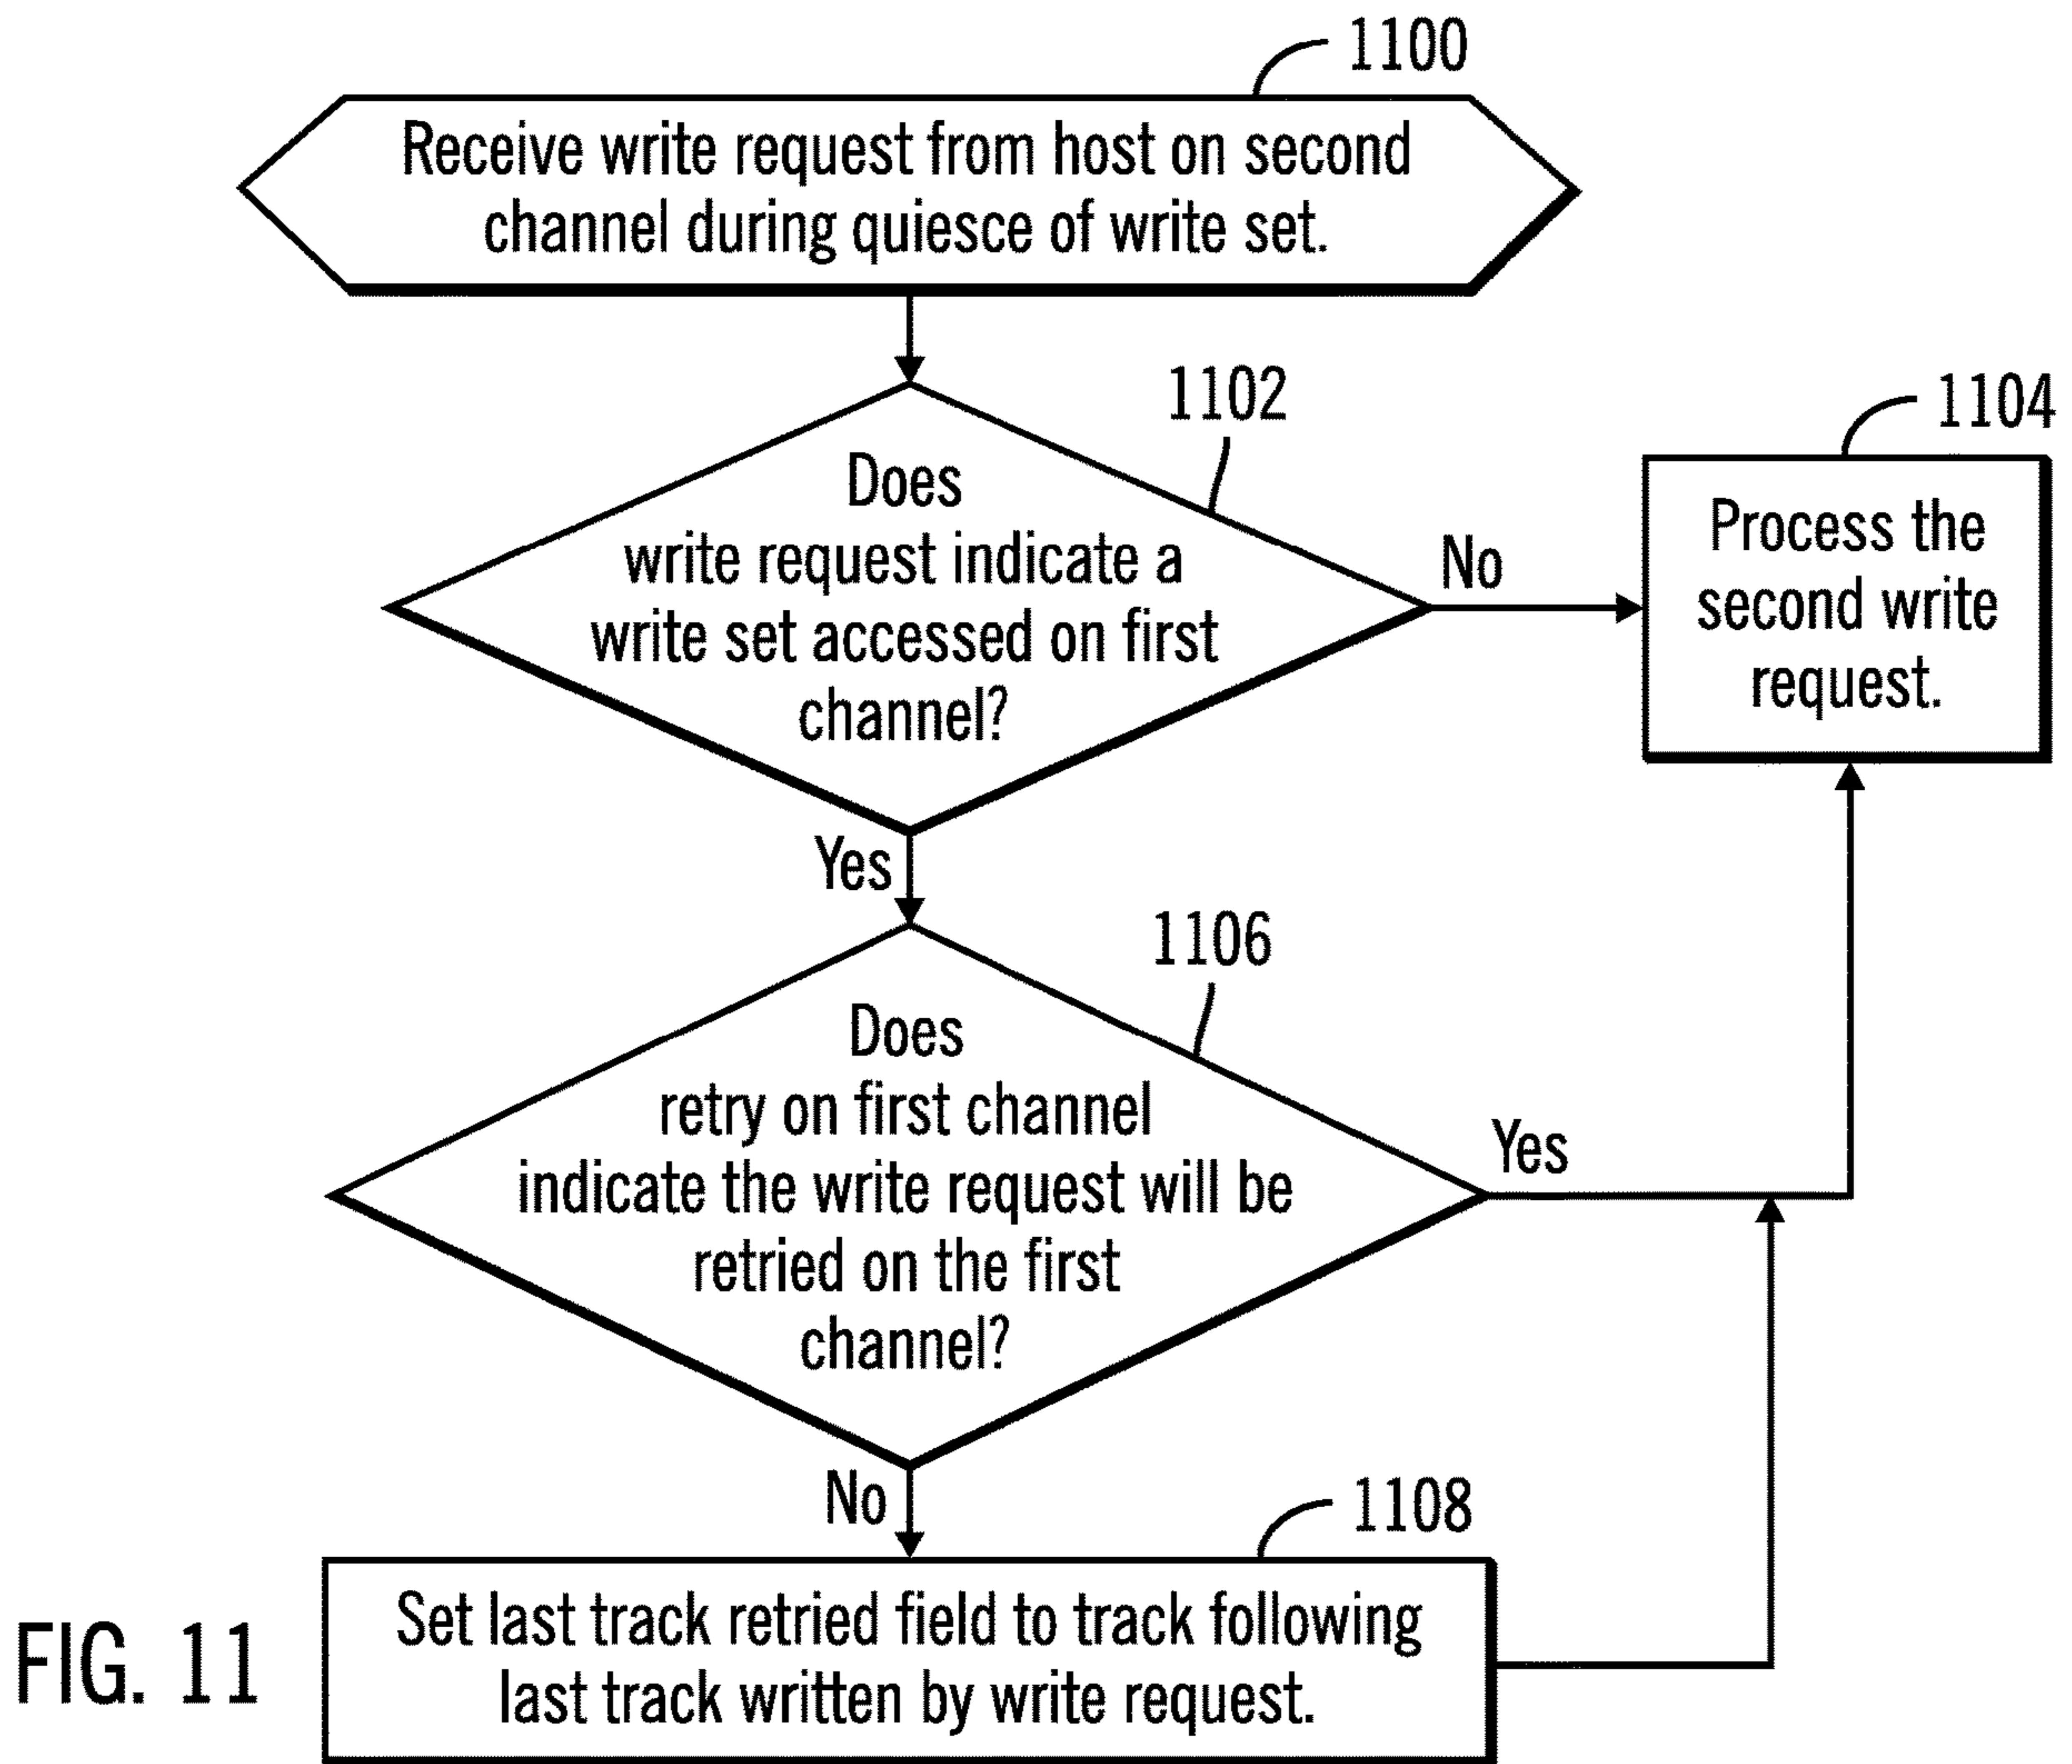 1100
Receive write request from host on second
channel during quiesce of write set.
1102
Does
write request indicate a
write set accessed on first
channel?
No
1104
Process the
second write
request.
Yes
1106
Does
retry on first channel
indicate the write request will be
retried on the first
channel?
Yes
No
1108
Set last track retried field to track following
last track written by write request.
FIG. 11